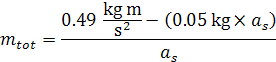 m_tot = (0.49 (kg m)/s² − (0.05 kg × a_s)) / a_s